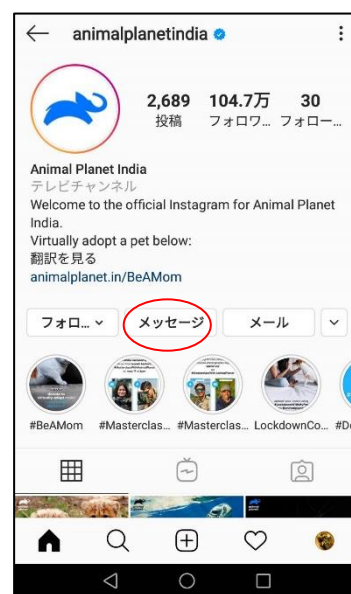 animalplanetindia
2,689 104.7万 30
投稿 フォロワ... フォロー...
Animal Planet India
テレビチャンネル
Welcome to the official Instagram for Animal Planet
India.
Virtually adopt a pet below:
翻訳を見る
animalplanet.in/BeAMom
フォロ... メッセージ メール
#BeAMom #Masterclas... #Masterclas... LockdownCo... #D